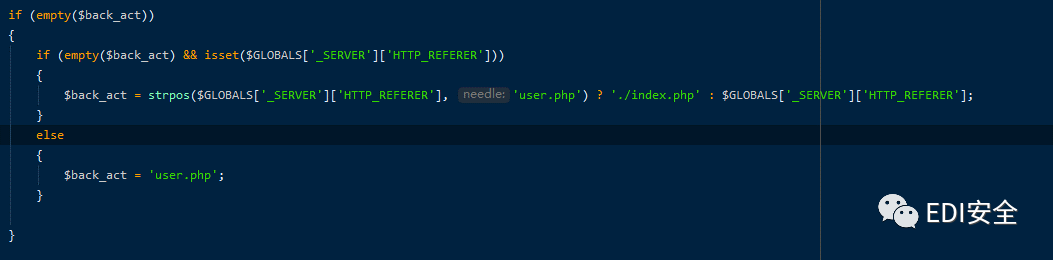 if (empty($back_act))
{
    if (empty($back_act) && isset($GLOBALS['_SERVER']['HTTP_REFERER']))
    {
        $back_act = strpos($GLOBALS['_SERVER']['HTTP_REFERER'], needle: 'user.php') ? './index.php' : $GLOBALS['_SERVER']['HTTP_REFERER'];
    }
    else
    {
        $back_act = 'user.php';
    }
}
EDI安全